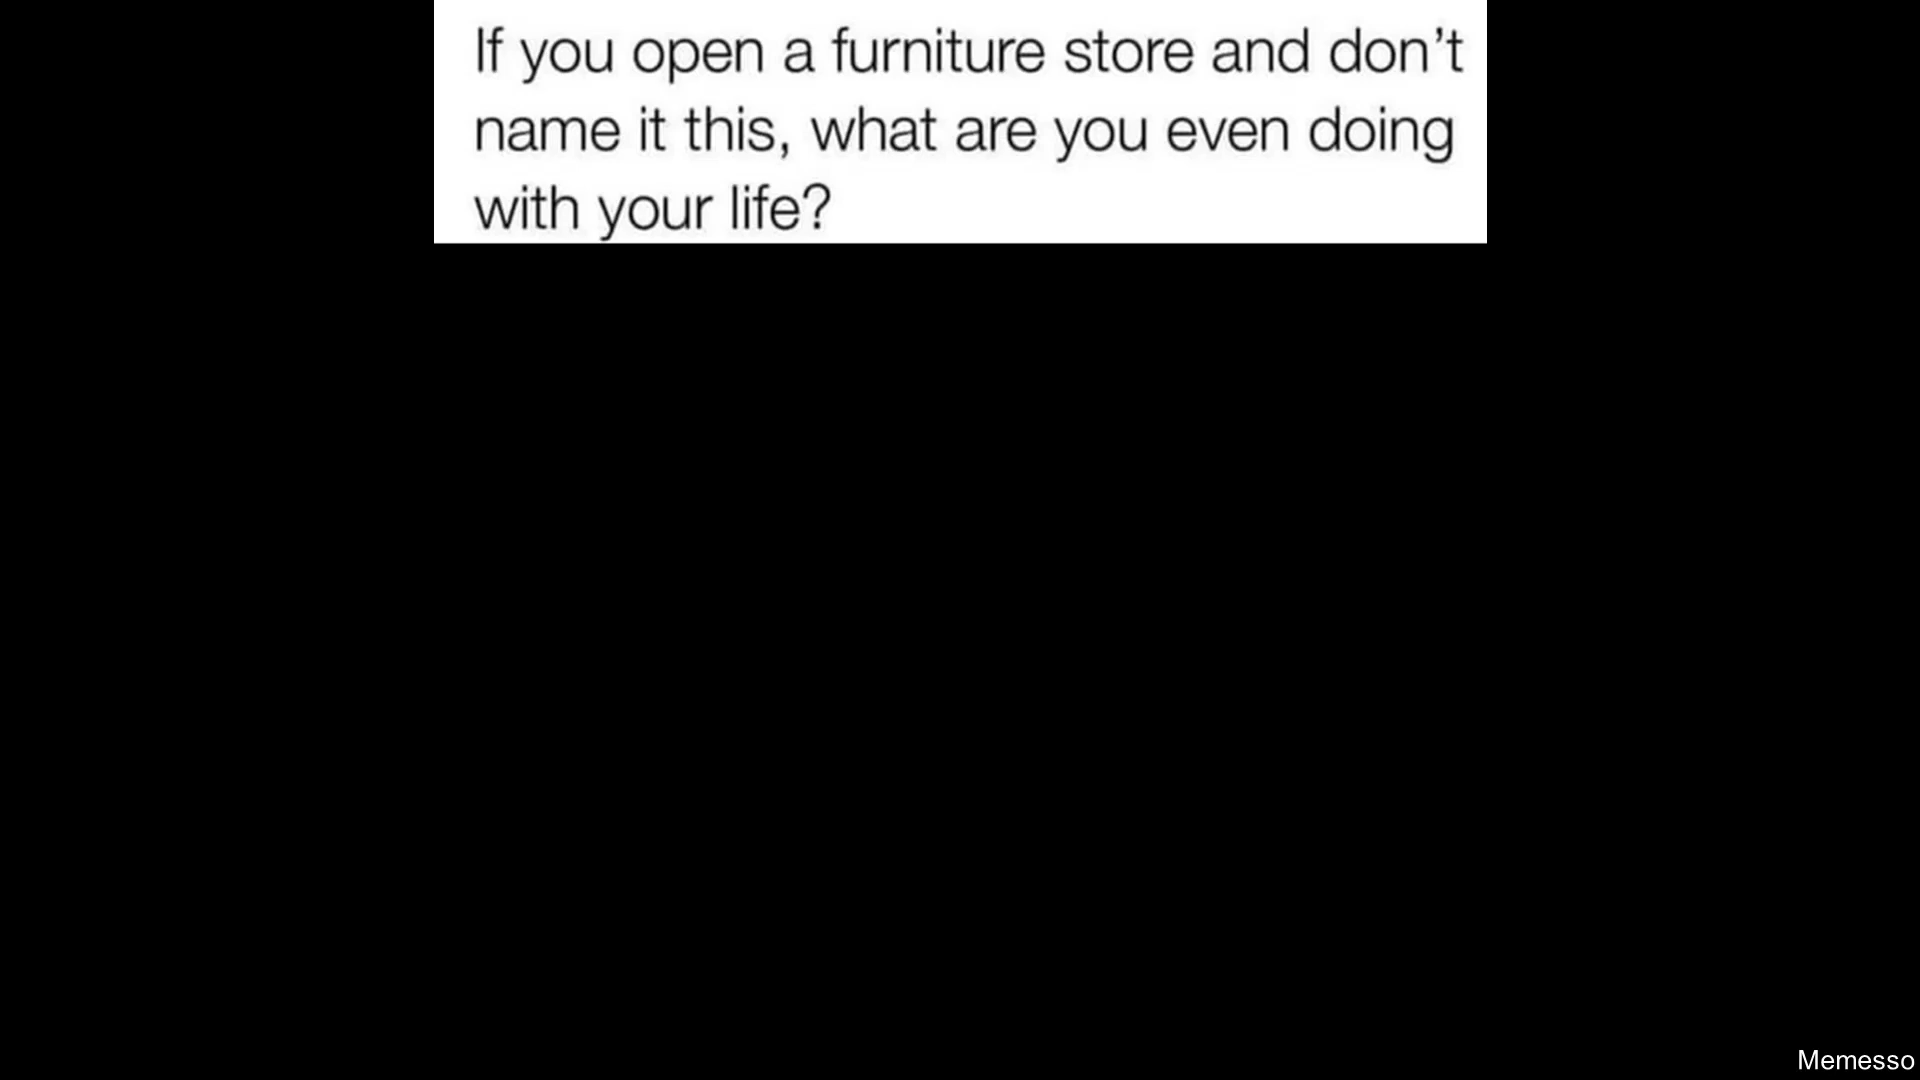 If you open a furniture store and don’t
name it this, what are you even doing
with your life?
Memesso